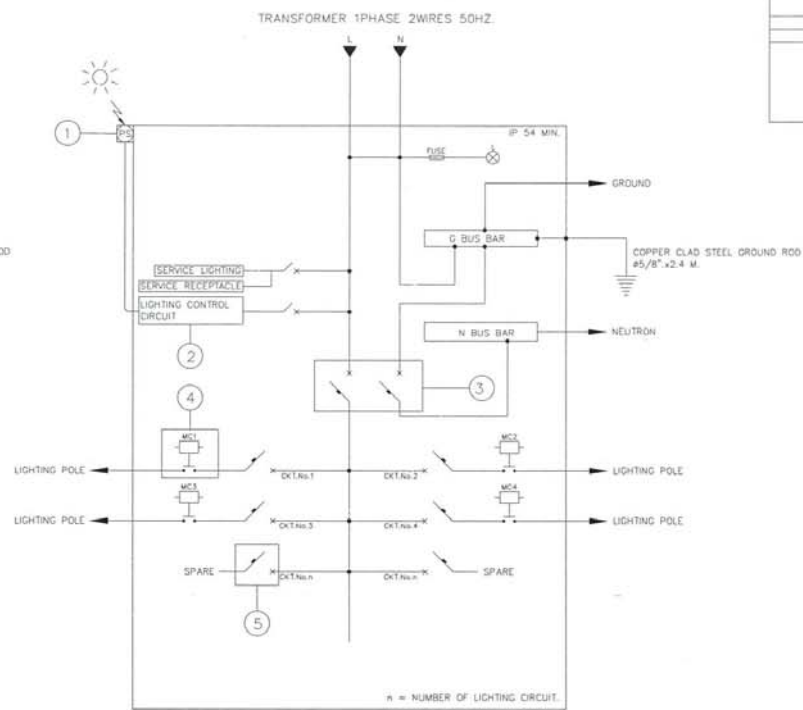 TRANSFORMER 1PHASE 2WIRES 50HZ.
L
N
1
PS
IP 54 MIN.
FUSE
GROUND
G BUS BAR
OD
COPPER CLAD STEEL GROUND ROD
ø5/8".x2.4 M.
SERVICE LIGHTING
SERVICE RECEPTACLE
LIGHTING CONTROL
CIRCUIT
N BUS BAR
NEUTRON
2
3
4
MC1
MC2
LIGHTING POLE
CKT.No.1
CKT.No.2
LIGHTING POLE
MC3
MC4
LIGHTING POLE
CKT.No.3
CKT.No.4
LIGHTING POLE
SPARE
CKT.No.n
CKT.No.n
SPARE
5
n = NUMBER OF LIGHTING CIRCUIT.